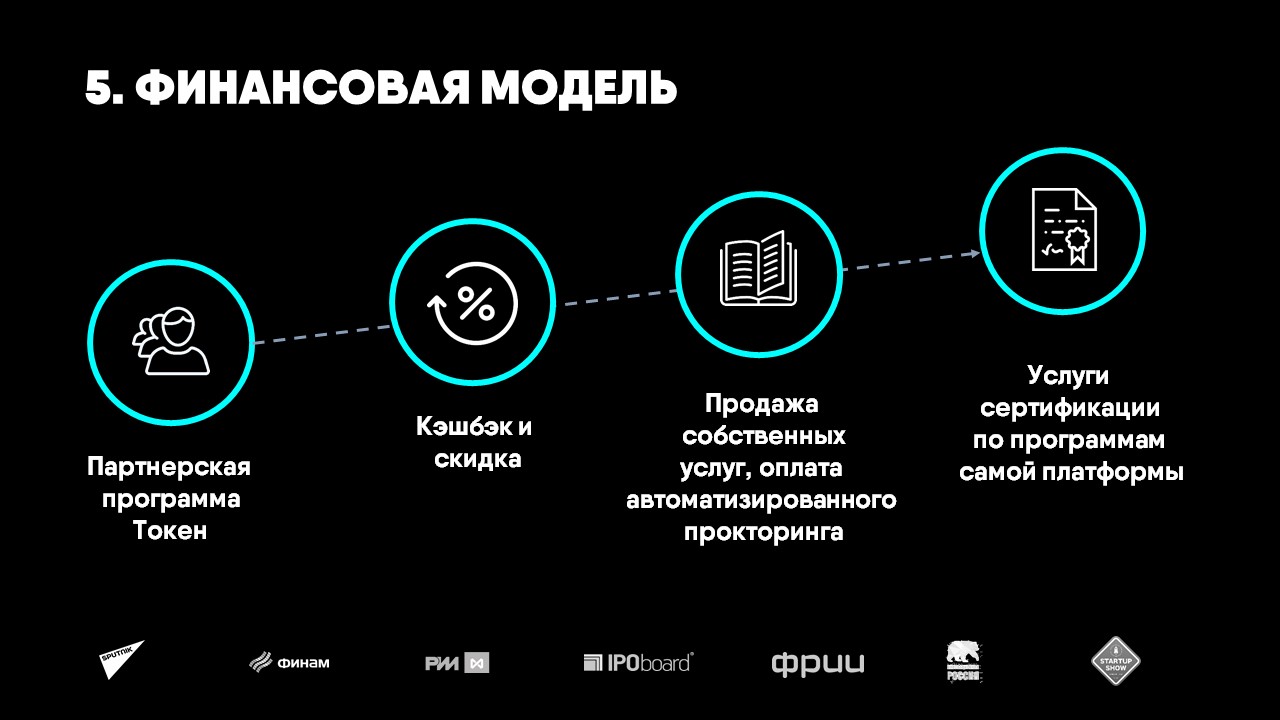 5. ФИНАНСОВАЯ МОДЕЛЬ
Партнерская
программа
Токен
%
Кэшбэк и
скидка
Продажа
собственных
услуг, оплата
автоматизированного
прокторинга
Услуги
сертификации
по программам
самой платформы
SPUTNIK
ФИНАМ
РИИ
IPOboard®
фрии
РОССИЯ
STARTUP
SHOW